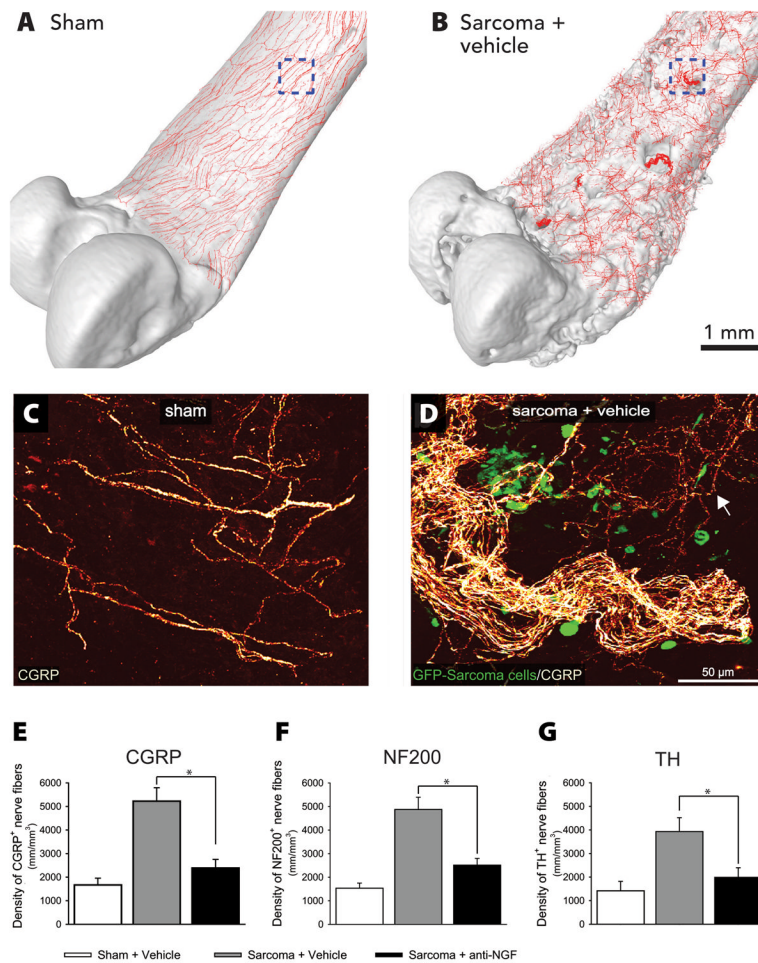 A Sham
B Sarcoma +
vehicle
1 mm
C sham
CGRP
D sarcoma + vehicle
GFP-Sarcoma cells/CGRP
50 µm
E
CGRP
Density of CGRP+ nerve fibers
(mm/mm³)
6000
5000
4000
3000
2000
1000
0
*
F
NF200
Density of NF200+ nerve fibers
(mm/mm³)
6000
5000
4000
3000
2000
1000
0
*
G
TH
Density of TH+ nerve fibers
(mm/mm³)
6000
5000
4000
3000
2000
1000
0
*
Sham + Vehicle
Sarcoma + Vehicle
Sarcoma + anti-NGF